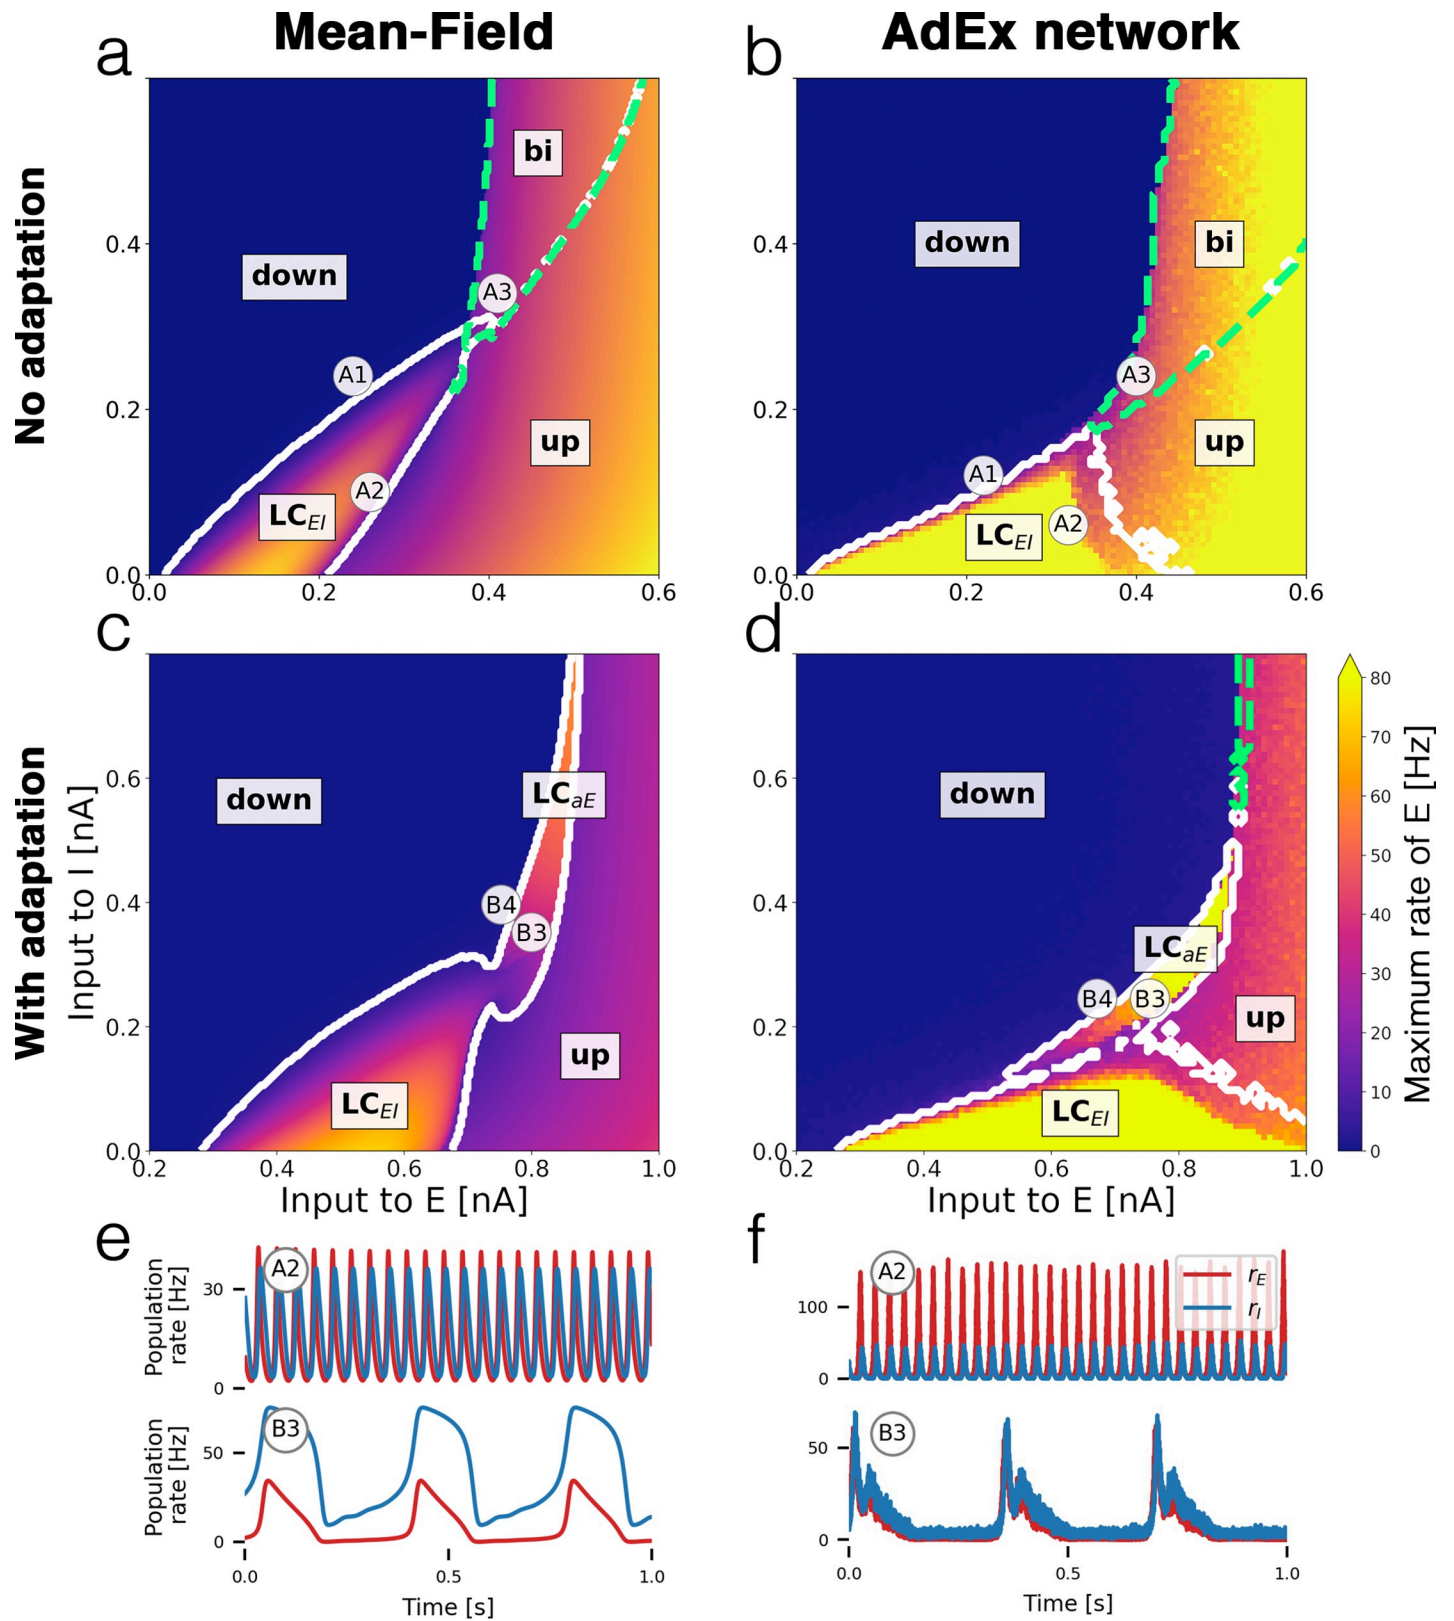 Mean-Field
AdEx network
a
b
No adaptation
bi
down
A3
A1
up
A2
LC_EI
0.4
0.2
0.0
0.0 0.2 0.4 0.6
bi
down
A3
A1
up
A2
LC_EI
0.4
0.2
0.0
0.0 0.2 0.4 0.6
c
d
With adaptation
Input to I [nA]
down
LC_aE
B4
B3
up
LC_EI
0.6
0.4
0.2
0.0
0.2 0.4 0.6 0.8 1.0
Input to E [nA]
down
LC_aE
B4
B3
up
LC_EI
0.6
0.4
0.2
0.0
0.2 0.4 0.6 0.8 1.0
Input to E [nA]
80
70
60
50
40
30
20
10
0
Maximum rate of E [Hz]
e
f
Population
rate [Hz]
30
0
A2
Population
rate [Hz]
50
0
B3
0.0 0.5 1.0
Time [s]
100
0
A2
r_E
r_I
50
0
B3
0.0 0.5 1.0
Time [s]